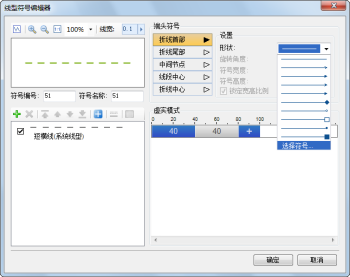 线型符号编辑器
100%
线宽: 0.1
符号编号: 51
符号名称: 51
短横线(系统线型)
端头符号
折线首部
折线尾部
中间节点
线段中心
折线中心
设置
形状:
旋转角度:
符号宽度:
符号高度:
锁定宽高比例
选择符号...
虚实模式
0 20 40 60 80 100
40 40 +
确定
取消